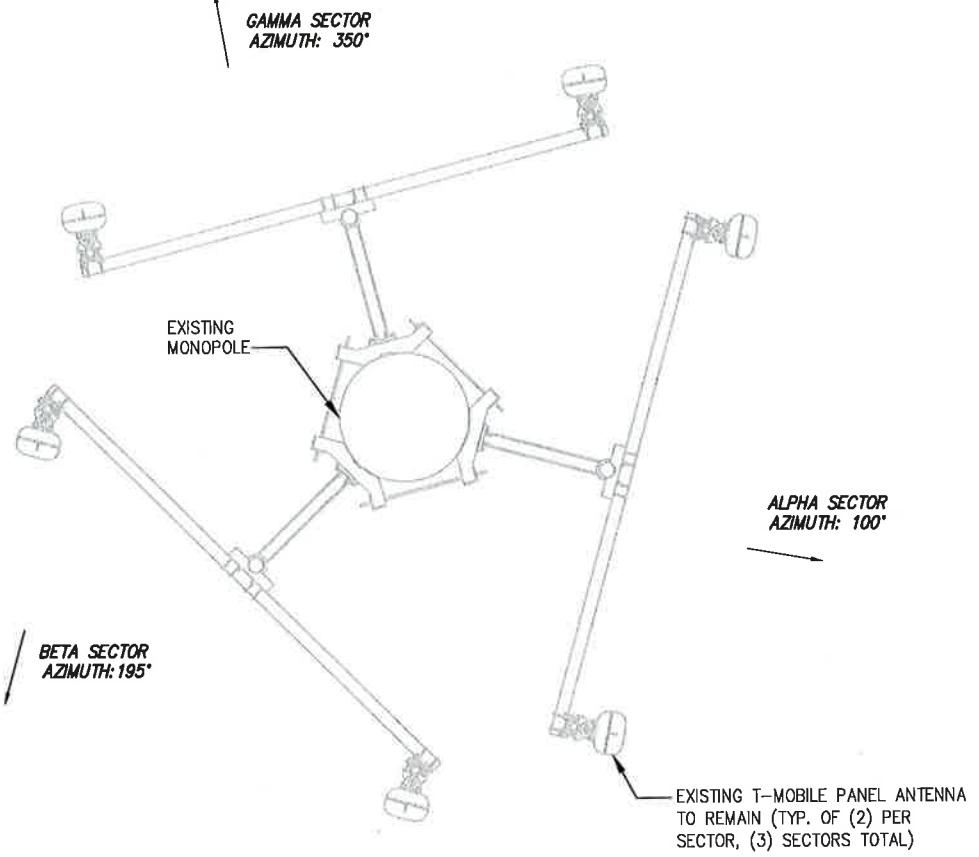 GAMMA SECTOR
AZIMUTH: 350°
EXISTING
MONOPOLE
ALPHA SECTOR
AZIMUTH: 100°
BETA SECTOR
AZIMUTH: 195°
EXISTING T-MOBILE PANEL ANTENNA
TO REMAIN (TYP. OF (2) PER
SECTOR, (3) SECTORS TOTAL)